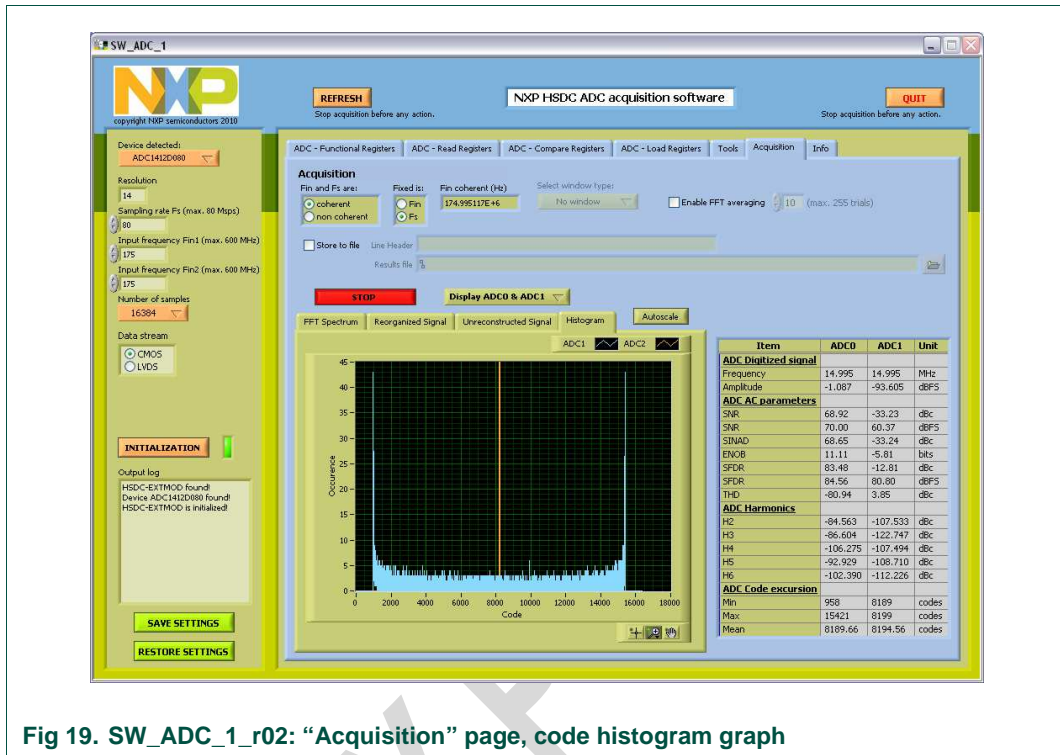 SW_ADC_1
NXP
copyright NXP semiconductors 2010
REFRESH
Stop acquisition before any action.
NXP HSDC ADC acquisition software
QUIT
Stop acquisition before any action.
Device detected:
ADC1412D080
Resolution
14
Sampling rate Fs (max. 80 Msps)
80
Input frequency Fin1 (max. 600 MHz)
175
Input frequency Fin2 (max. 600 MHz)
175
Number of samples
16384
Data stream
CMOS
LVDS
INITIALIZATION
Output log
HSDC-EXTMOD found!
Device ADC1412D080 found!
HSDC-EXTMOD is initialized!
SAVE SETTINGS
RESTORE SETTINGS
ADC - Functional Registers ADC - Read Registers ADC - Compare Registers ADC - Load Registers Tools Acquisition Info
Acquisition
Fin and Fs are: Fixed is: Fin coherent (Hz) Select window type:
coherent Fin 174.995117E+6 No window Enable FFT averaging 10 (max. 255 trials)
non coherent Fs
Store to file Line Header
Results file
STOP Display ADC0 & ADC1
FFT Spectrum Reorganized Signal Unreconstructed Signal Histogram Autoscale
ADC1 ADC2
Occurence
45
40
35
30
25
20
15
10
5
0
0 2000 4000 6000 8000 10000 12000 14000 16000 18000
Code
Item ADC0 ADC1 Unit
ADC Digitized signal
Frequency 14.995 14.995 MHz
Amplitude -1.087 -93.605 dBFS
ADC AC parameters
SNR 68.92 -33.23 dBc
SNR 70.00 60.37 dBFS
SINAD 68.65 -33.24 dBc
ENOB 11.11 -5.81 bits
SFDR 83.48 -12.81 dBc
SFDR 84.56 80.80 dBFS
THD -80.94 3.85 dBc
ADC Harmonics
H2 -84.563 -107.533 dBc
H3 -86.604 -122.747 dBc
H4 -106.275 -107.494 dBc
H5 -92.929 -108.710 dBc
H6 -102.390 -112.226 dBc
ADC Code excursion
Min 958 8189 codes
Max 15421 8199 codes
Mean 8189.66 8194.56 codes
Fig 19. SW_ADC_1_r02: “Acquisition” page, code histogram graph